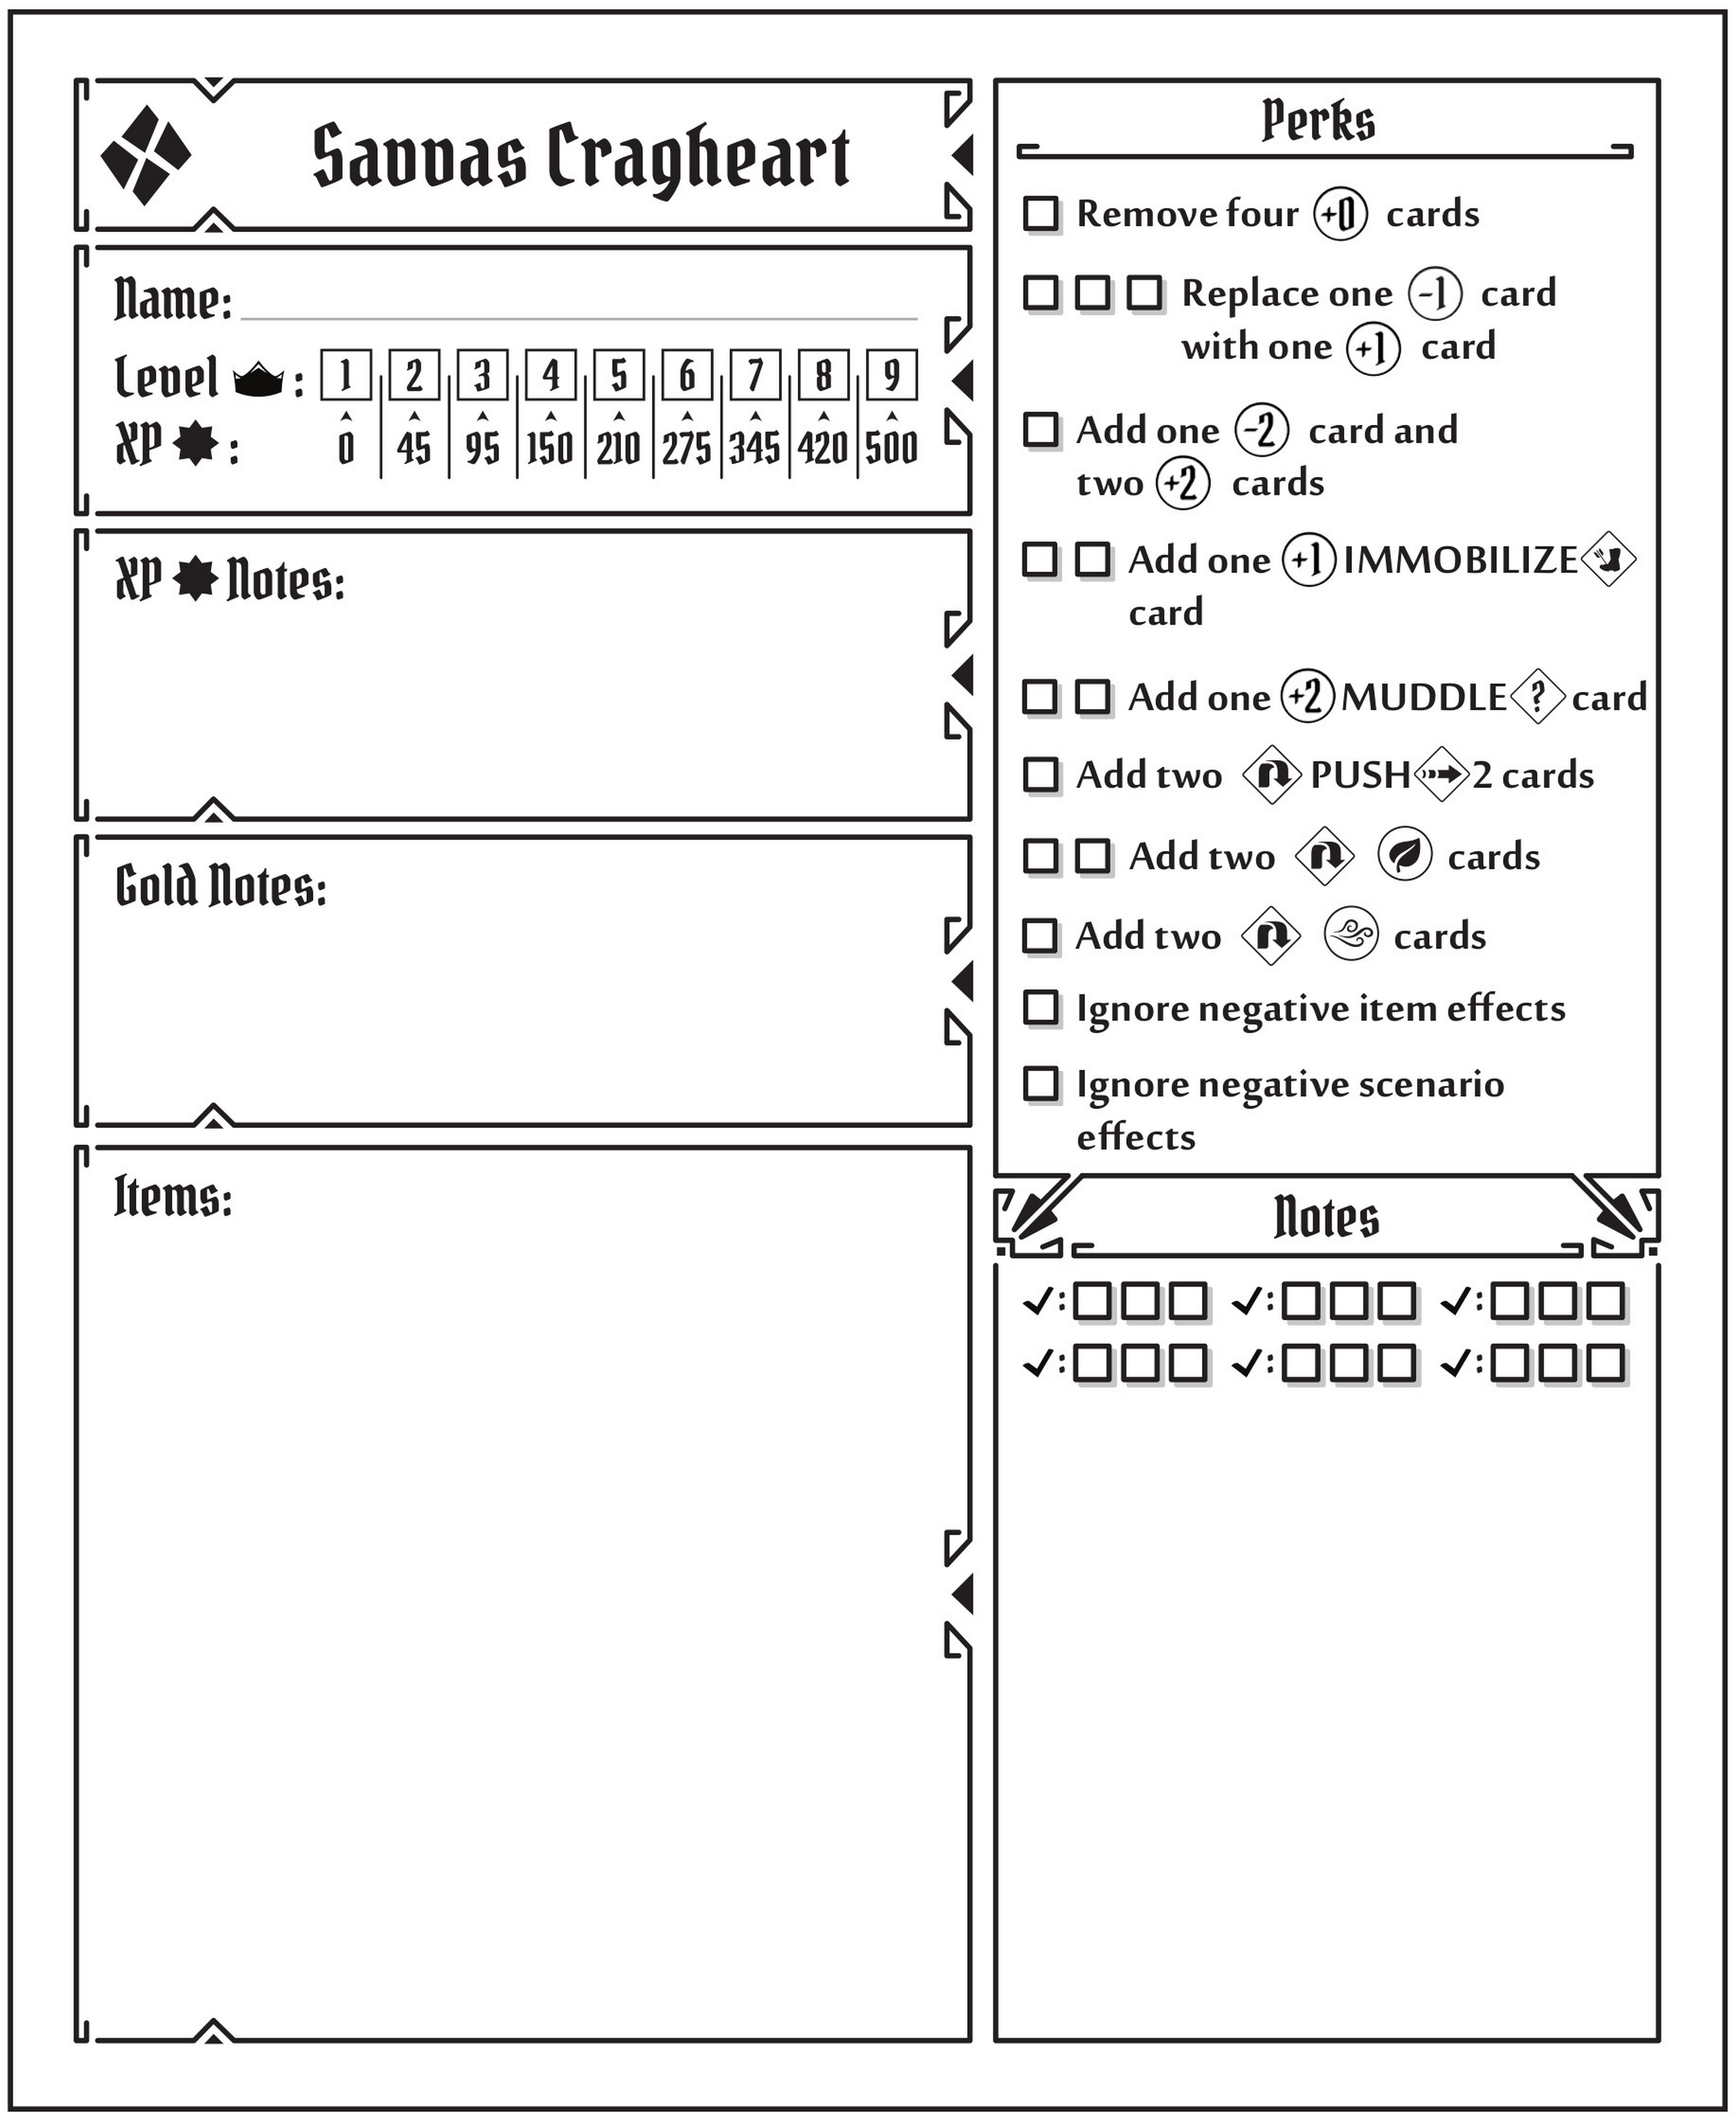 Savvas Cragheart
Name:
Level :
1 2 3 4 5 6 7 8 9
XP :
0 45 95 150 210 275 345 420 500
XP Notes:
Gold Notes:
Items:
Perks
Remove four +0 cards
Replace one -1 card
with one +1 card
Add one -2 card and
two +2 cards
Add one +1 IMMOBILIZE
card
Add one +2 MUDDLE ? card
Add two PUSH 2 cards
Add two cards
Add two cards
Ignore negative item effects
Ignore negative scenario
effects
Notes
✓: ✓: ✓:
✓: ✓: ✓: